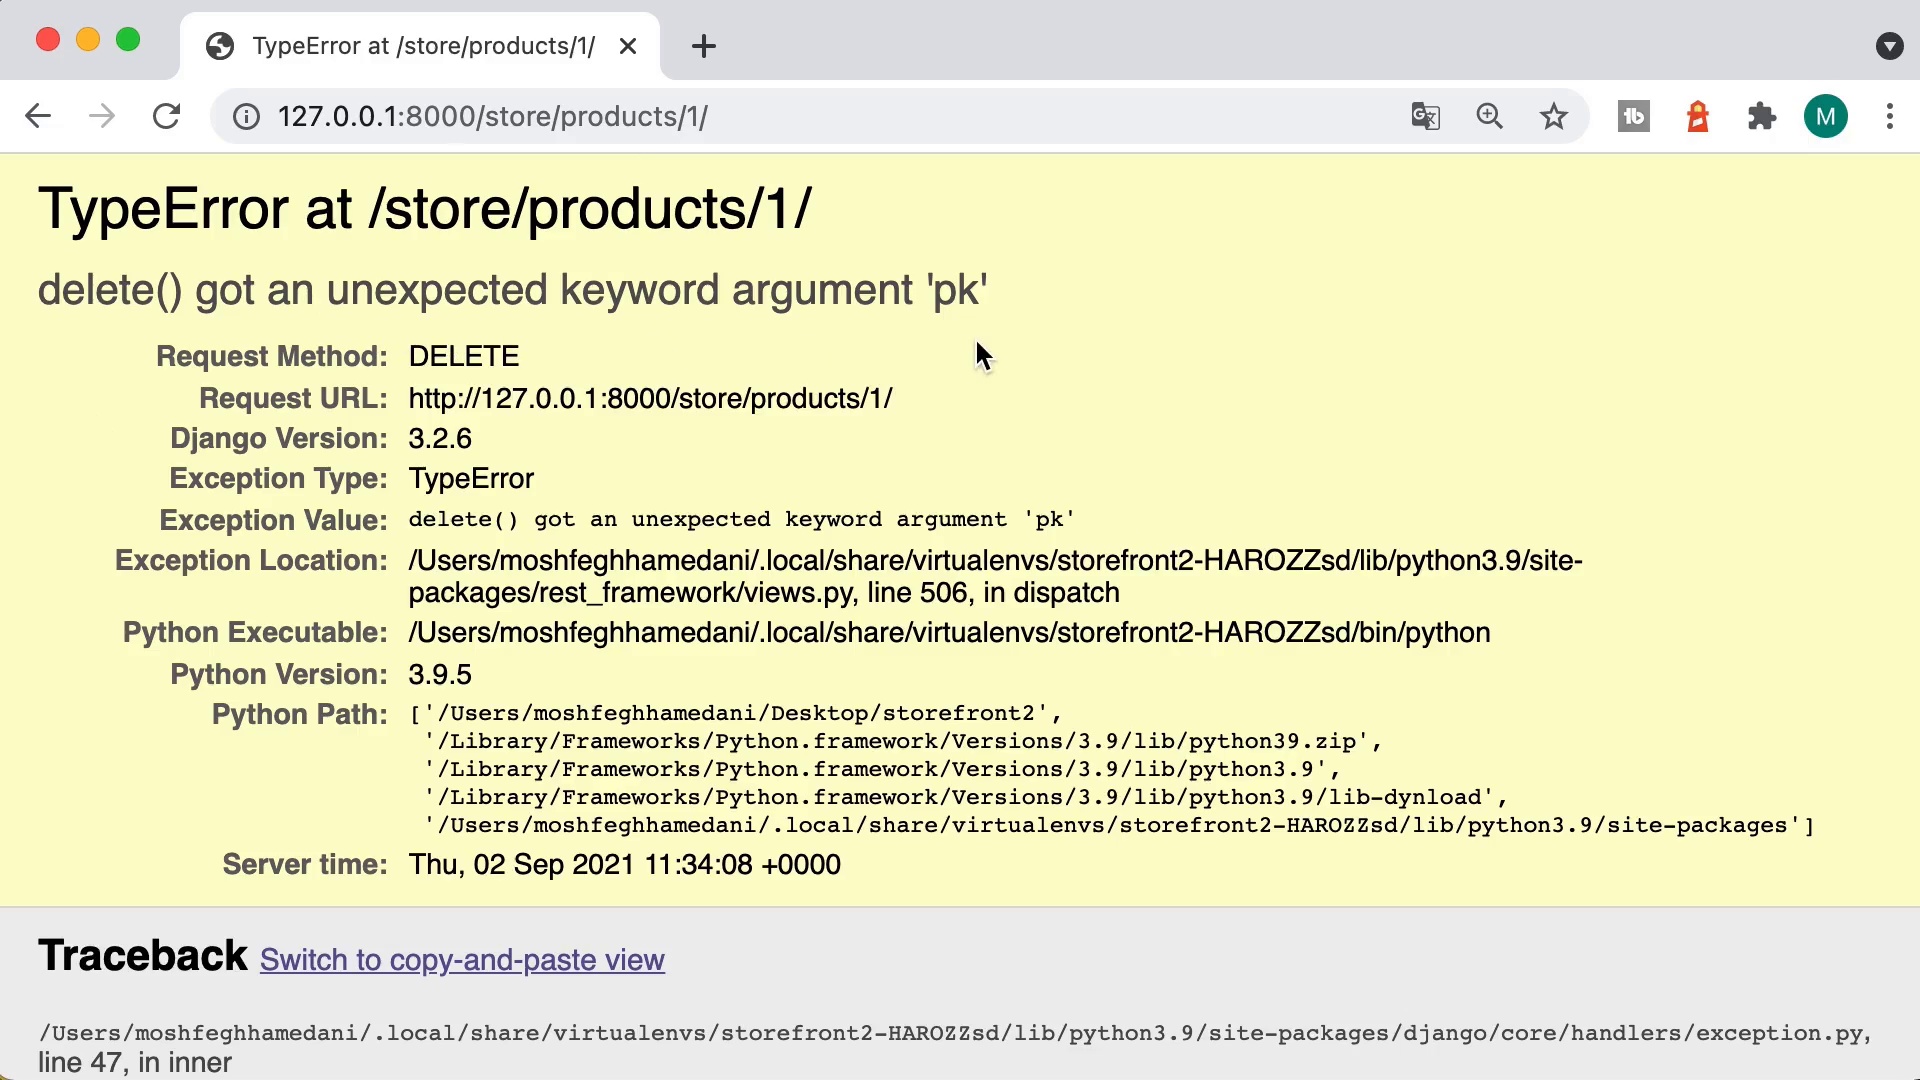 TypeError at /store/products/1/
127.0.0.1:8000/store/products/1/
M
TypeError at /store/products/1/
delete() got an unexpected keyword argument 'pk'
Request Method: DELETE
Request URL: http://127.0.0.1:8000/store/products/1/
Django Version: 3.2.6
Exception Type: TypeError
Exception Value: delete() got an unexpected keyword argument 'pk'
Exception Location: /Users/moshfeghhamedani/.local/share/virtualenvs/storefront2-HAROZZsd/lib/python3.9/site-
packages/rest_framework/views.py, line 506, in dispatch
Python Executable: /Users/moshfeghhamedani/.local/share/virtualenvs/storefront2-HAROZZsd/bin/python
Python Version: 3.9.5
Python Path: ['/Users/moshfeghhamedani/Desktop/storefront2',
'/Library/Frameworks/Python.framework/Versions/3.9/lib/python39.zip',
'/Library/Frameworks/Python.framework/Versions/3.9/lib/python3.9',
'/Library/Frameworks/Python.framework/Versions/3.9/lib/python3.9/lib-dynload',
'/Users/moshfeghhamedani/.local/share/virtualenvs/storefront2-HAROZZsd/lib/python3.9/site-packages']
Server time: Thu, 02 Sep 2021 11:34:08 +0000
Traceback Switch to copy-and-paste view
/Users/moshfeghhamedani/.local/share/virtualenvs/storefront2-HAROZZsd/lib/python3.9/site-packages/django/core/handlers/exception.py,
line 47, in inner